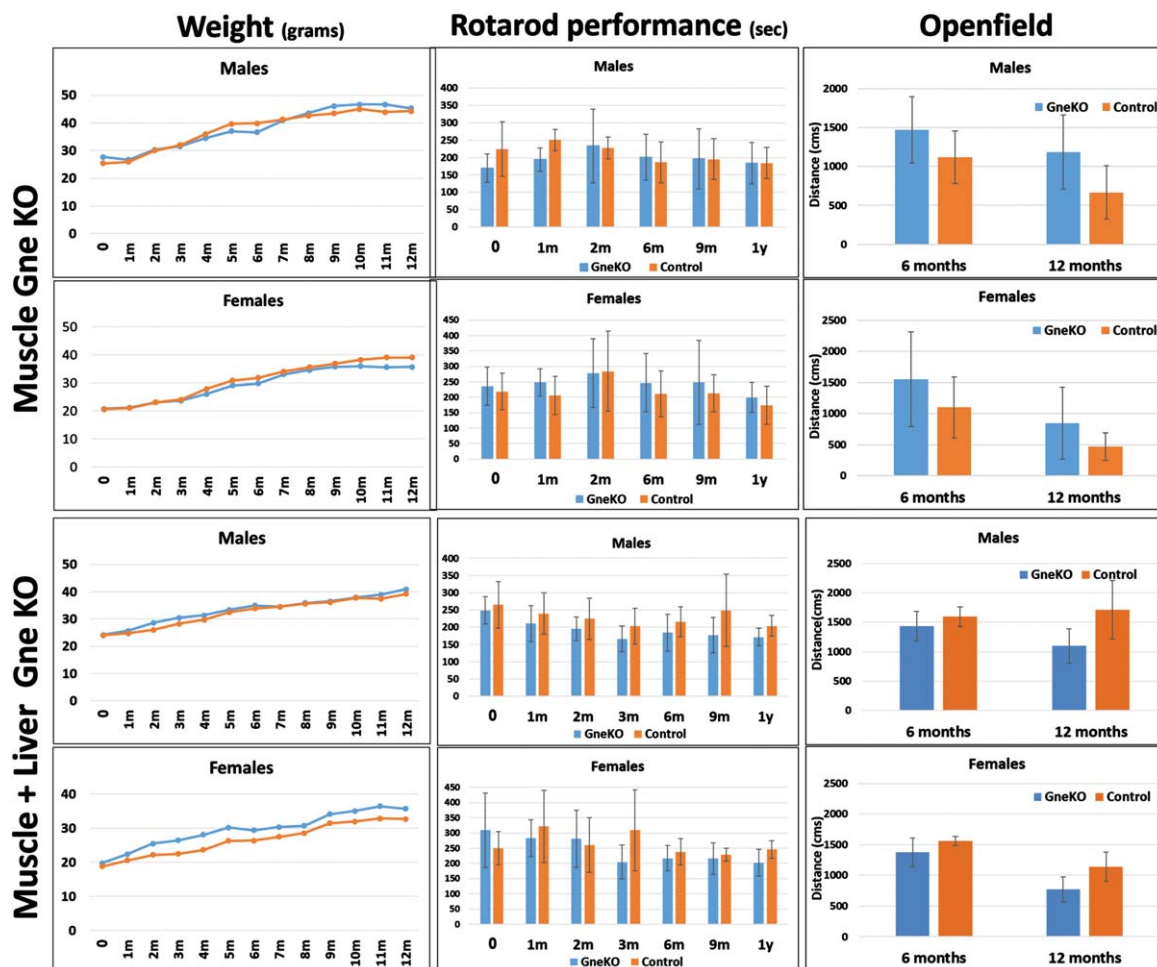 Weight (grams)
Rotarod performance (sec)
Openfield
Muscle Gne KO
Males
50
40
30
20
10
0
0 1m 2m 3m 4m 5m 6m 7m 8m 9m 10m 11m 12m
Males
400
350
300
250
200
150
100
50
0
0 1m 2m 6m 9m 1y
GneKO Control
Males
GneKO Control
Distance (cms)
2000
1500
1000
500
0
6 months 12 months
Females
50
40
30
20
10
0
0 1m 2m 3m 4m 5m 6m 7m 8m 9m 10m 11m 12m
Females
450
400
350
300
250
200
150
100
50
0
0 1m 2m 6m 9m 1y
GneKO Control
Females
GneKO Control
Distance (cms)
2500
2000
1500
1000
500
0
6 months 12 months
Muscle + Liver Gne KO
Males
50
40
30
20
10
0
0 1m 2m 3m 4m 5m 6m 7m 8m 9m 10m 11m 12m
Males
400
350
300
250
200
150
100
50
0
0 1m 2m 3m 6m 9m 1y
GneKO Control
Males
GneKO Control
Distance(cms)
2500
2000
1500
1000
500
0
6 months 12 months
Females
40
30
20
10
0
0 1m 2m 3m 4m 5m 6m 7m 8m 9m 10m 11m 12m
Females
450
400
350
300
250
200
150
100
50
0
0 1m 2m 3m 6m 9m 1y
GneKO Control
Females
GneKO Control
Distance (cms)
2500
2000
1500
1000
500
0
6 months 12 months